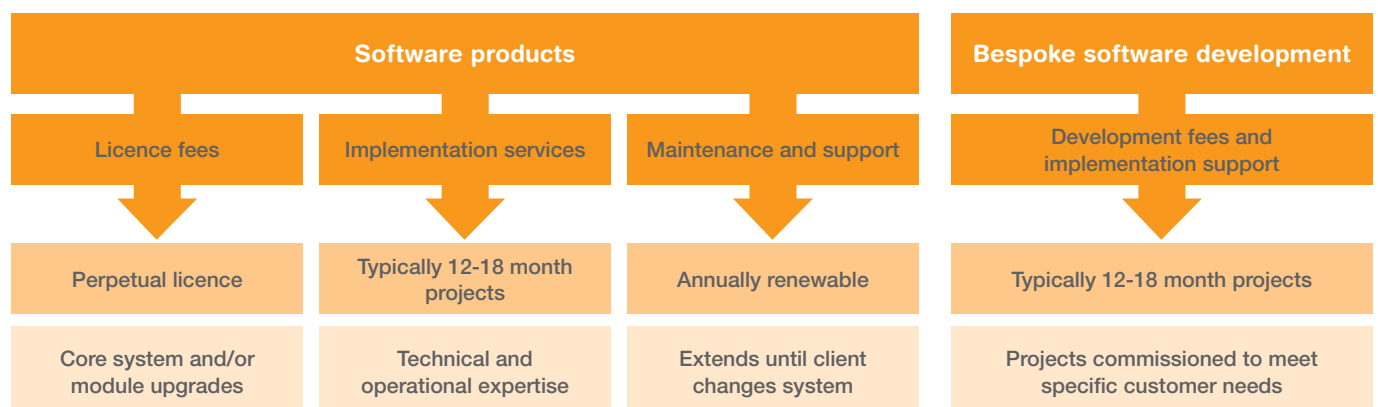 Software products
Bespoke software development
Licence fees
Implementation services
Maintenance and support
Development fees and
implementation support
Perpetual licence
Typically 12-18 month
projects
Annually renewable
Typically 12-18 month projects
Core system and/or
module upgrades
Technical and
operational expertise
Extends until client
changes system
Projects commissioned to meet
specific customer needs